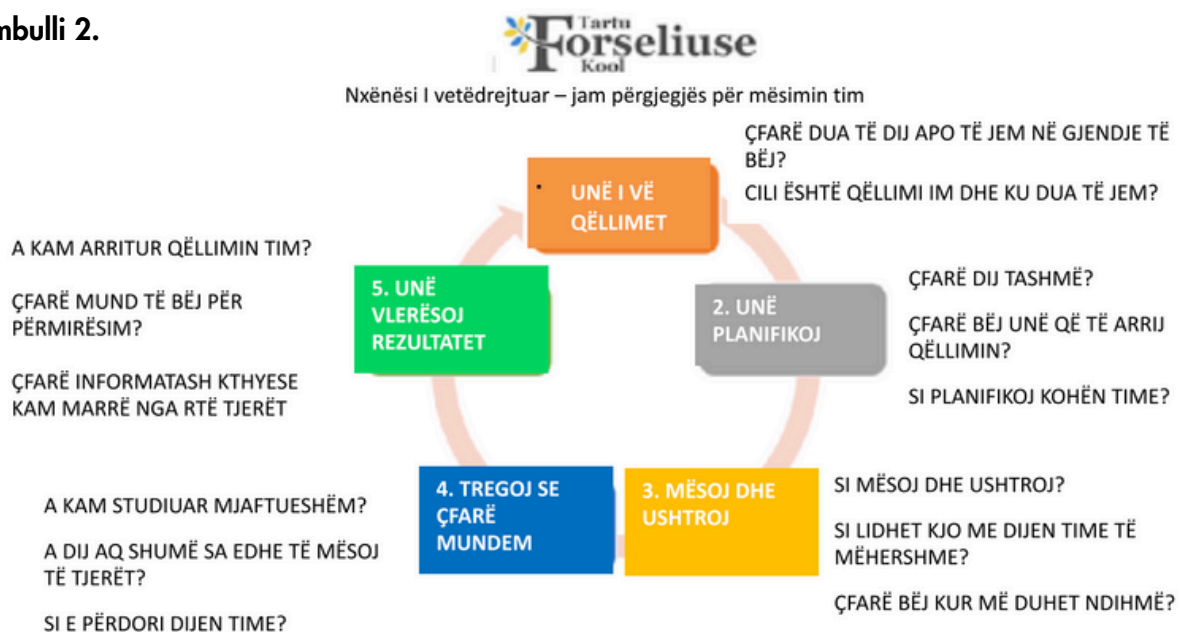 mbulli 2.
Tartu
Forseliuse
Kool
Nxënësi I vetëdrejtuar – jam përgjegjës për mësimin tim
ÇFARË DUA TË DIJ APO TË JEM NË GJENDJE TË
BËJ?
CILI ËSHTË QËLLIMI IM DHE KU DUA TË JEM?
UNË I VË
QËLLIMET
ÇFARË DIJ TASHMË?
ÇFARË BËJ UNË QË TË ARRIJ
QËLLIMIN?
SI PLANIFIKOJ KOHËN TIME?
2. UNË
PLANIFIKOJ
SI MËSOJ DHE USHTROJ?
SI LIDHET KJO ME DIJEN TIME TË
MËHERSHME?
ÇFARË BËJ KUR MË DUHET NDIHMË?
3. MËSOJ DHE
USHTROJ
4. TREGOJ SE
ÇFARË
MUNDEM
A KAM STUDIUAR MJAFTUESHËM?
A DIJ AQ SHUMË SA EDHE TË MËSOJ
TË TJERËT?
SI E PËRDORI DIJEN TIME?
5. UNË
VLERËSOJ
REZULTATET
A KAM ARRITUR QËLLIMIN TIM?
ÇFARË MUND TË BËJ PËR
PËRMIRËSIM?
ÇFARË INFORMATASH KTHYESE
KAM MARRË NGA RTË TJERËT